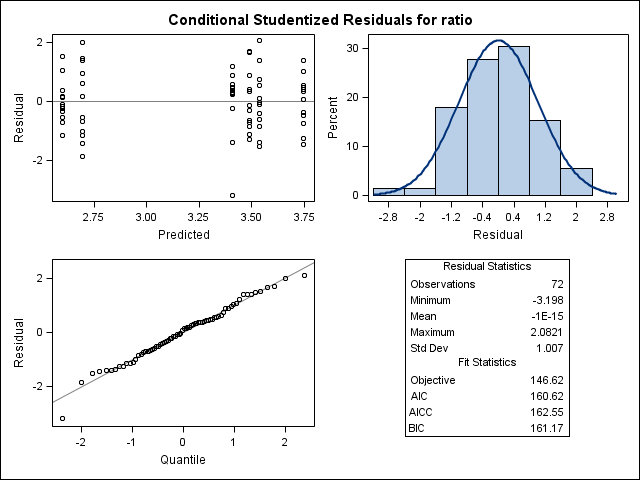 Conditional Studentized Residuals for ratio
2
0
-2
Residual
2.75 3.00 3.25 3.50 3.75
Predicted
30
20
10
0
Percent
-2.8 -2 -1.2 -0.4 0.4 1.2 2 2.8
Residual
2
0
-2
Residual
-2 -1 0 1 2
Quantile
Residual Statistics
Observations 72
Minimum -3.198
Mean -1E-15
Maximum 2.0821
Std Dev 1.007
Fit Statistics
Objective 146.62
AIC 160.62
AICC 162.55
BIC 161.17